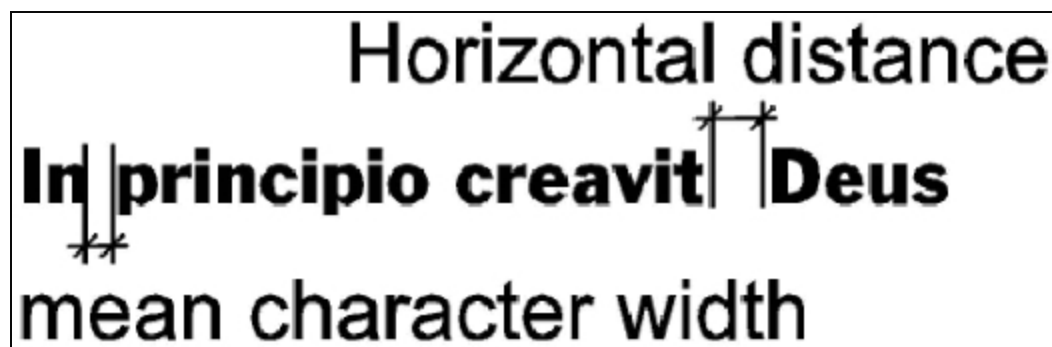 Horizontal distance
In principio creavit Deus
mean character width